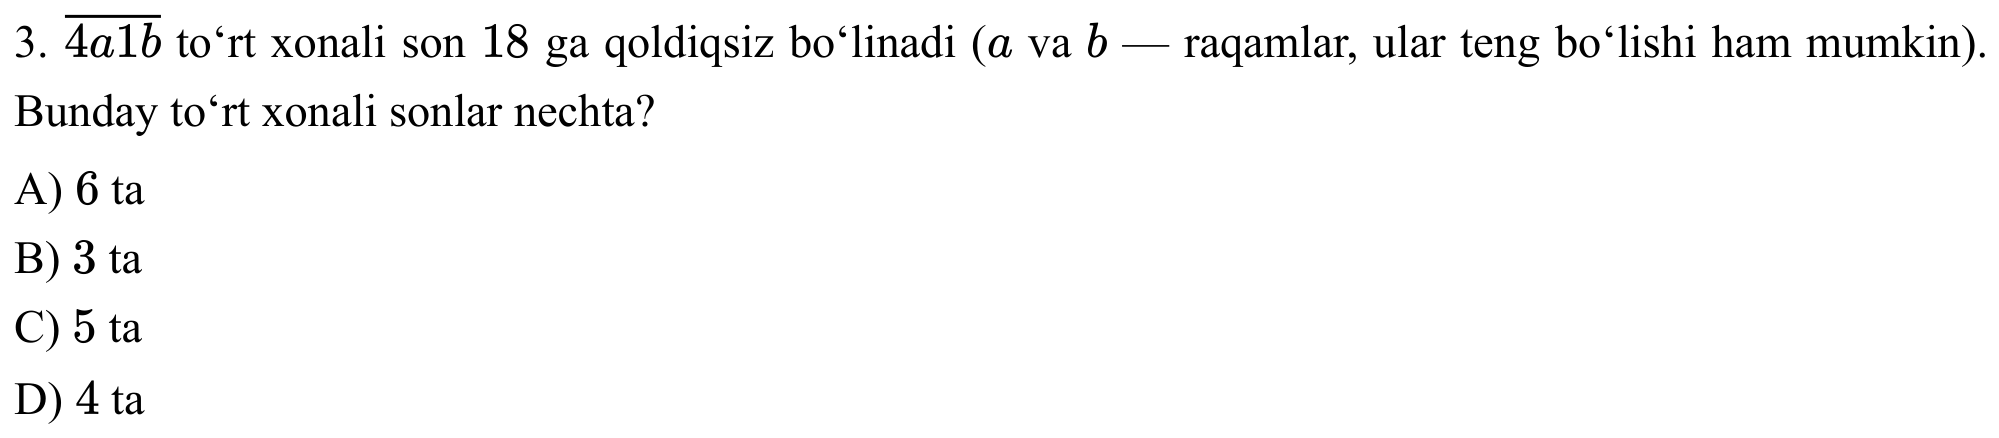 3. $\overline{4a1b}$ to‘rt xonali son 18 ga qoldiqsiz bo‘linadi (a va b — raqamlar, ular teng bo‘lishi ham mumkin).
Bunday to‘rt xonali sonlar nechta?
A) 6 ta
B) 3 ta
C) 5 ta
D) 4 ta